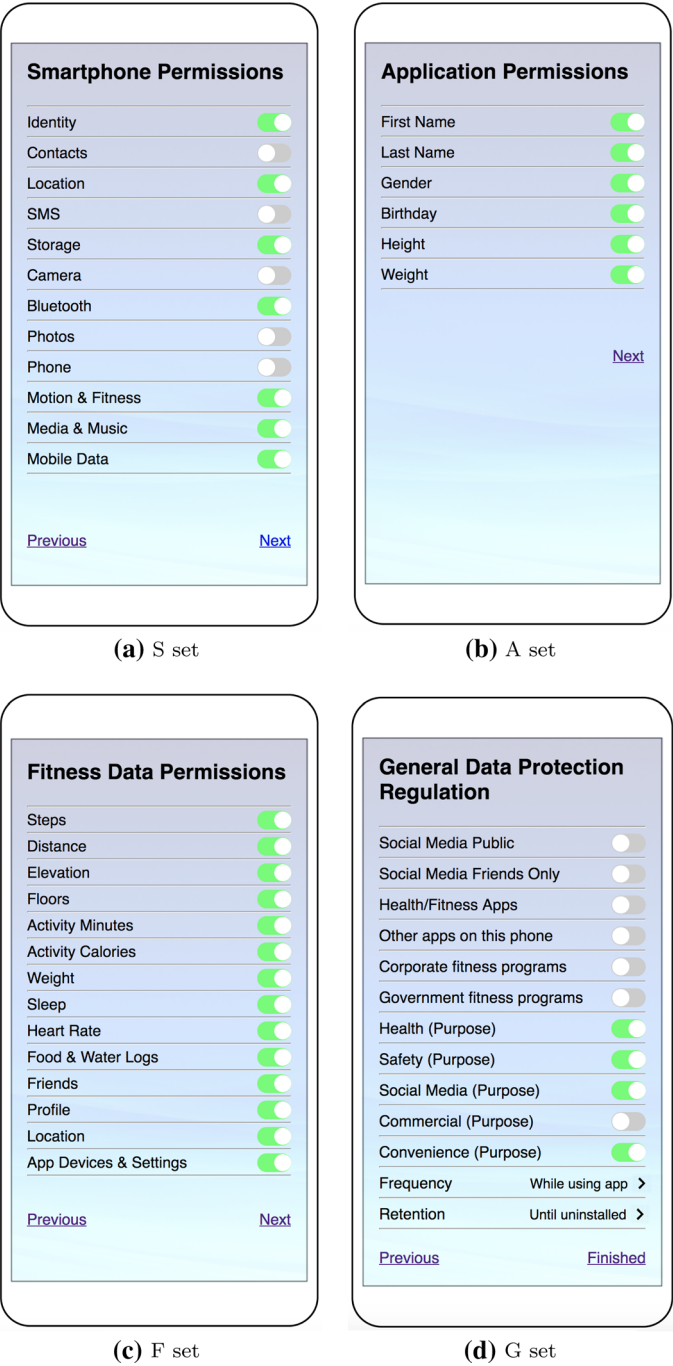 Smartphone Permissions
Identity
Contacts
Location
SMS
Storage
Camera
Bluetooth
Photos
Phone
Motion & Fitness
Media & Music
Mobile Data
Previous Next
(a) S set
Application Permissions
First Name
Last Name
Gender
Birthday
Height
Weight
Next
(b) A set
Fitness Data Permissions
Steps
Distance
Elevation
Floors
Activity Minutes
Activity Calories
Weight
Sleep
Heart Rate
Food & Water Logs
Friends
Profile
Location
App Devices & Settings
Previous Next
(c) F set
General Data Protection
Regulation
Social Media Public
Social Media Friends Only
Health/Fitness Apps
Other apps on this phone
Corporate fitness programs
Government fitness programs
Health (Purpose)
Safety (Purpose)
Social Media (Purpose)
Commercial (Purpose)
Convenience (Purpose)
Frequency While using app >
Retention Until uninstalled >
Previous Finished
(d) G set